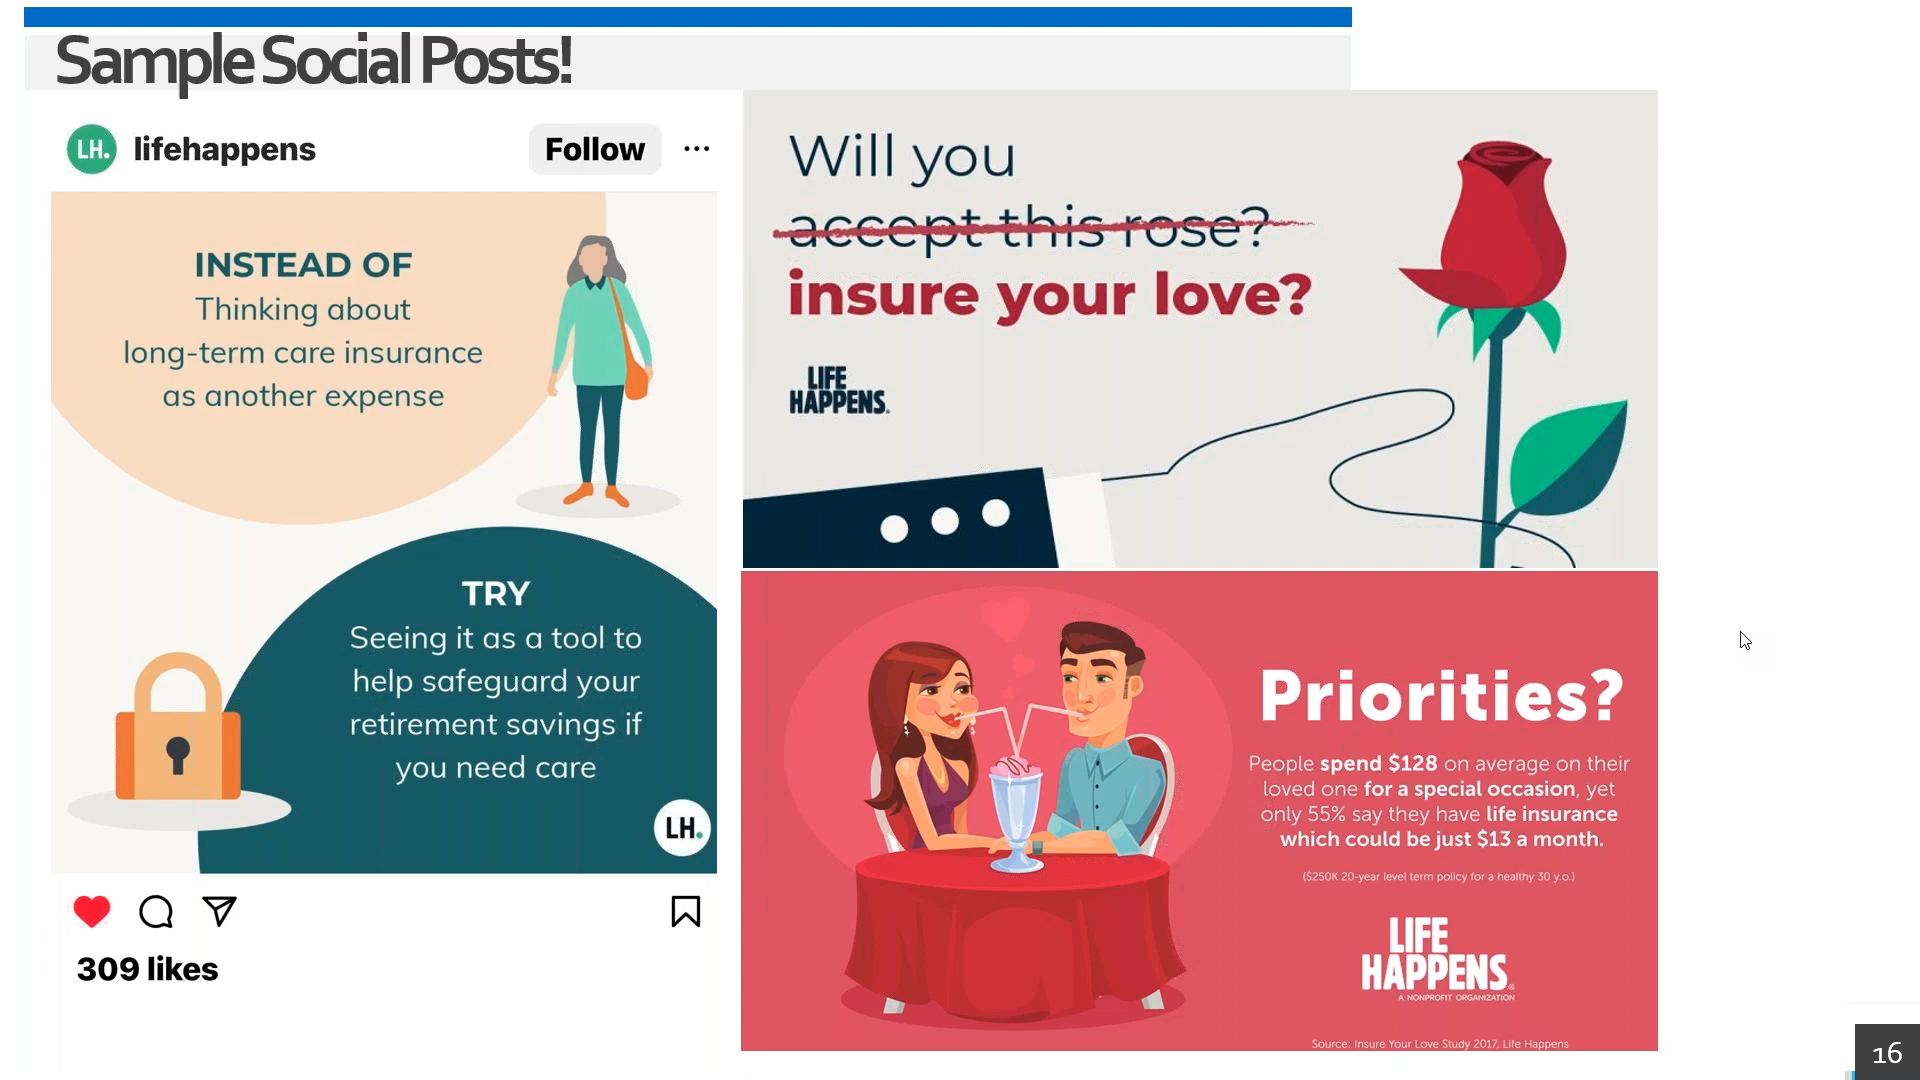 Sample Social Posts!
LH.
lifehappens
Follow
INSTEAD OF
Thinking about
long-term care insurance
as another expense
TRY
Seeing it as a tool to
help safeguard your
retirement savings if
you need care
LH.
309 likes
Will you
accept this rose?
insure your love?
LIFE
HAPPENS®
Priorities?
People spend $128 on average on their
loved one for a special occasion, yet
only 55% say they have life insurance
which could be just $13 a month.
($250K 20-year level term policy for a healthy 30 y.o.)
LIFE
HAPPENS®
A NONPROFIT ORGANIZATION
Source: Insure Your Love Study 2017, Life Happens
16